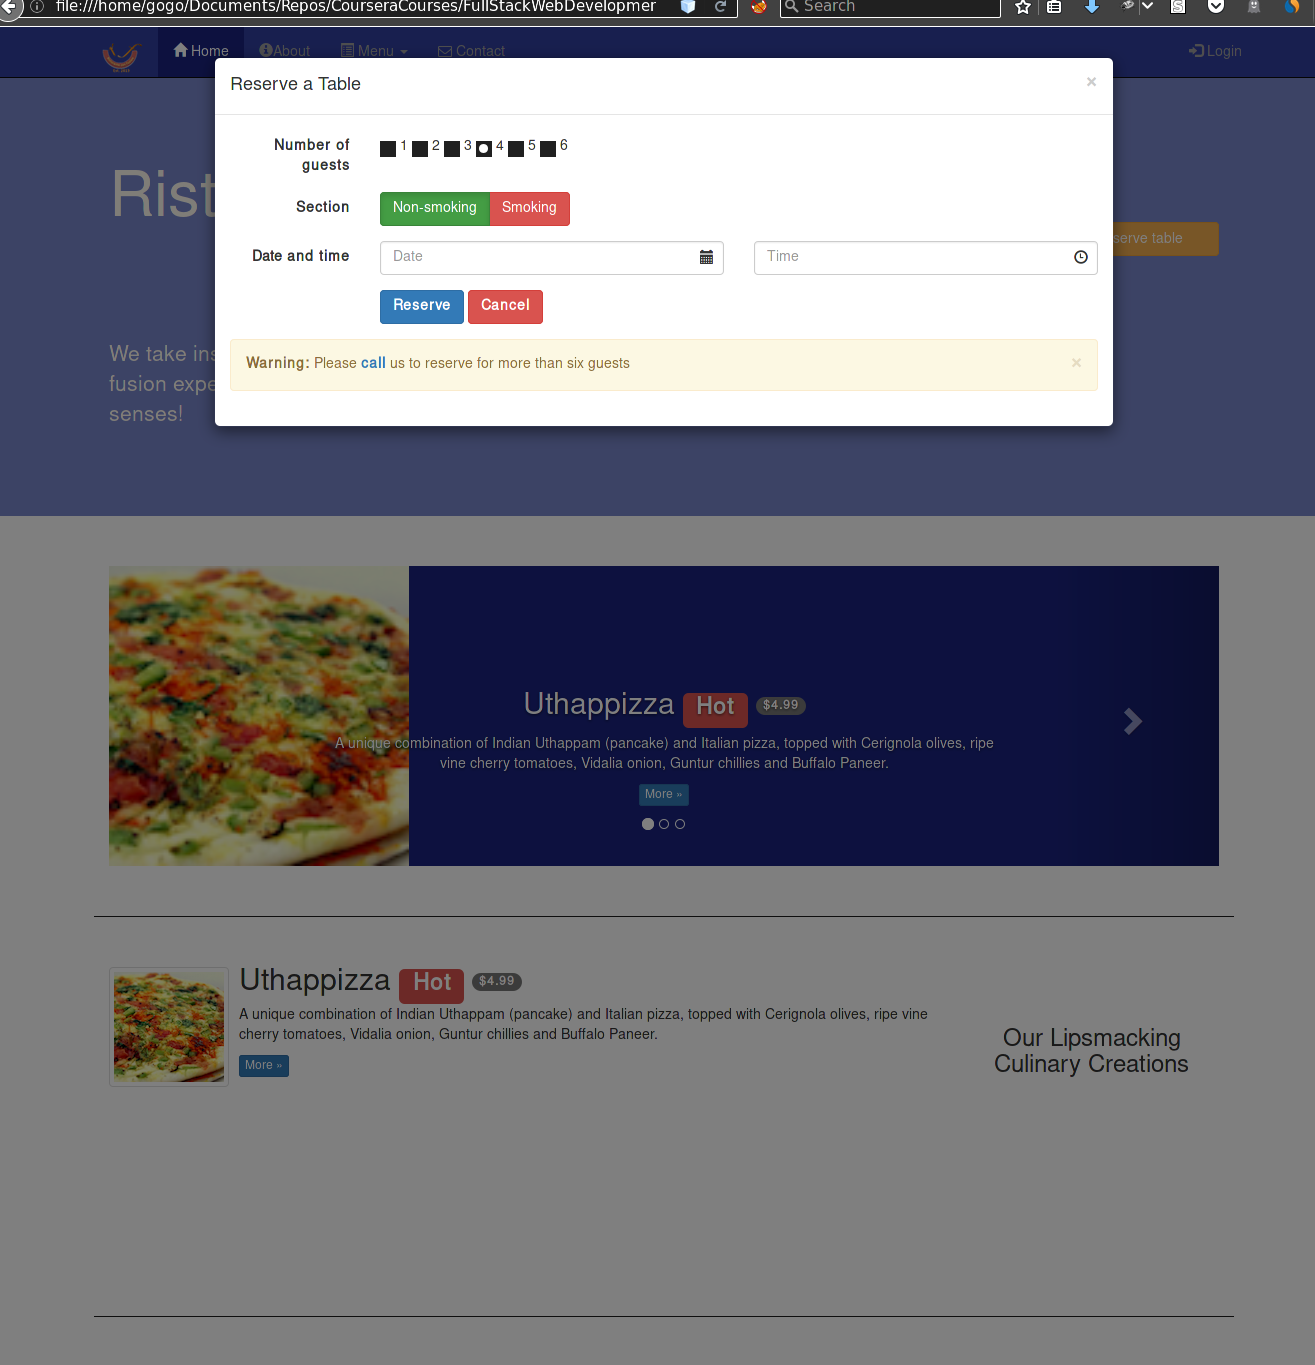 file:///home/gogo/Documents/Repos/CourseraCourses/FullStackWebDevelopmer
Search
Home About Menu Contact Login
Reserve a Table ×
Number of guests 1 2 3 4 5 6
Section Non-smoking Smoking
Date and time Date Time
Reserve Cancel
Warning: Please call us to reserve for more than six guests ×
Rist
serve table
We take ins
fusion expe
senses!
Uthappizza Hot $4.99
A unique combination of Indian Uthappam (pancake) and Italian pizza, topped with Cerignola olives, ripe
vine cherry tomatoes, Vidalia onion, Guntur chillies and Buffalo Paneer.
More »
Uthappizza Hot $4.99
A unique combination of Indian Uthappam (pancake) and Italian pizza, topped with Cerignola olives, ripe vine
cherry tomatoes, Vidalia onion, Guntur chillies and Buffalo Paneer.
More »
Our Lipsmacking
Culinary Creations